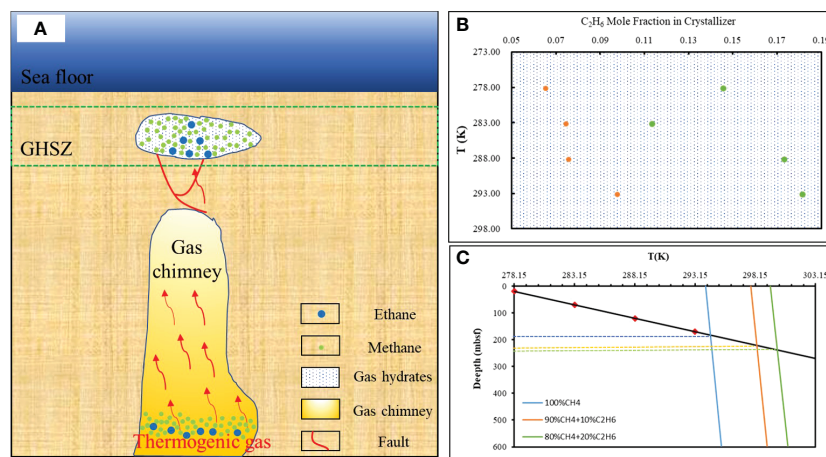 A
Sea floor
GHSZ
Gas
chimney
Thermogenic gas
Ethane
Methane
Gas hydrates
Gas chimney
Fault
B
C₂H₆ Mole Fraction in Crystallizer
0.05 0.07 0.09 0.11 0.13 0.15 0.17 0.19
273.00
278.00
283.00
288.00
293.00
298.00
T (K)
C
T(K)
278.15 283.15 288.15 293.15 298.15 303.15
0
100
200
300
400
500
600
Deepth (mbsf)
100%CH4
90%CH4+10%C2H6
80%CH4+20%C2H6